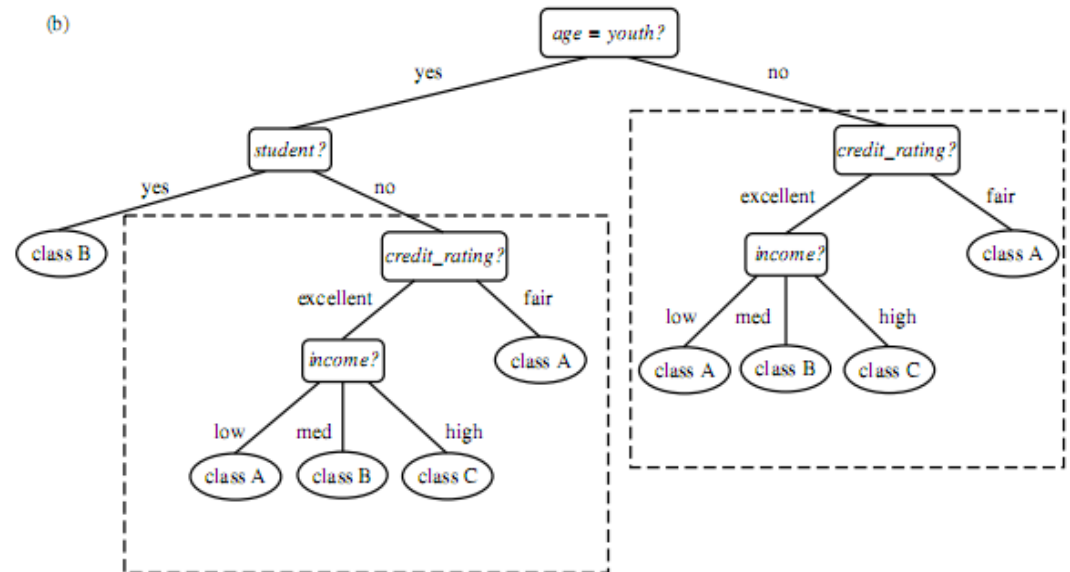 (b)
age = youth?
yes
no
student?
credit_rating?
yes
no
excellent
fair
class B
credit_rating?
income?
class A
excellent
fair
low
med
high
income?
class A
class A
class B
class C
low
med
high
class A
class B
class C